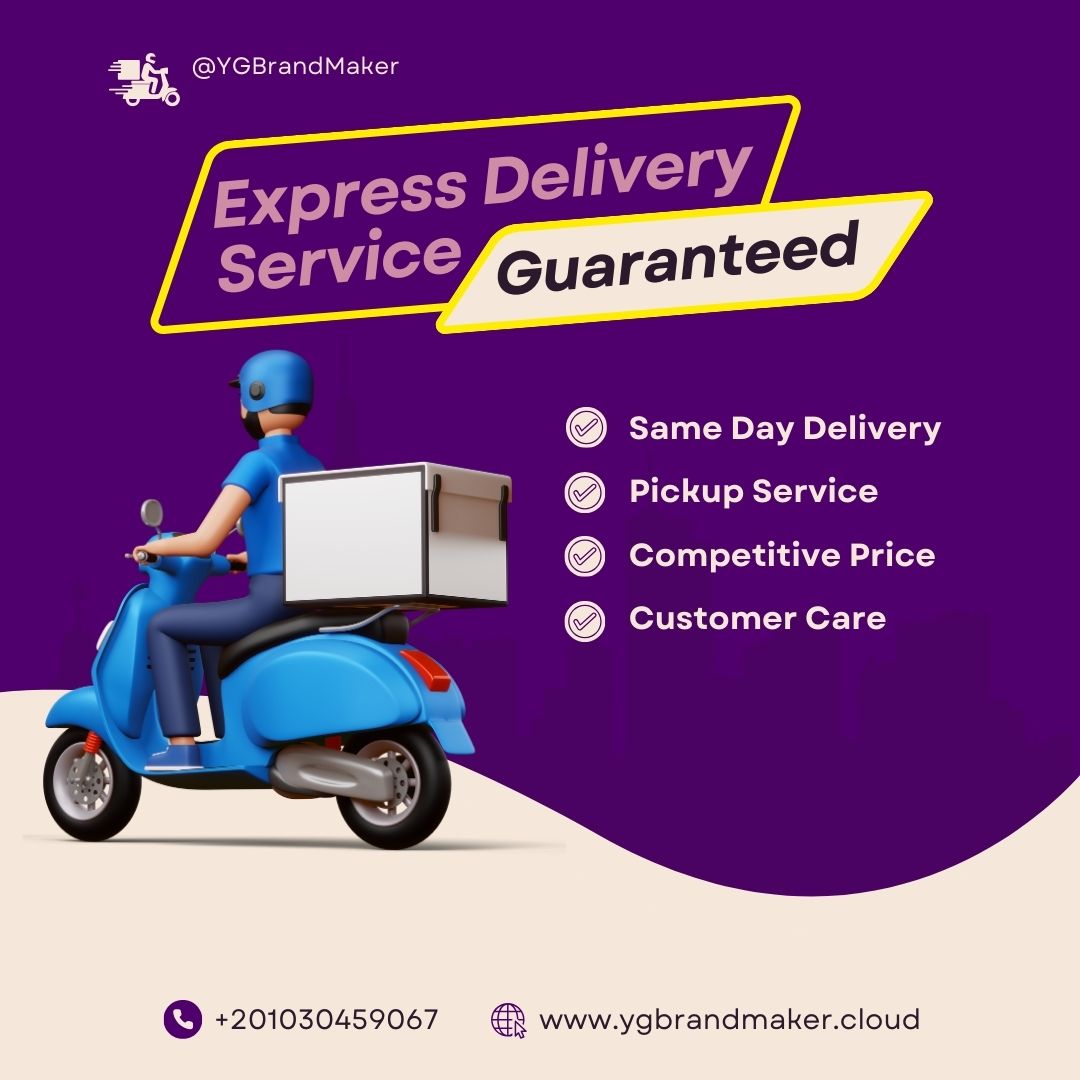 @YGBrandMaker
Express Delivery
Service Guaranteed
Same Day Delivery
Pickup Service
Competitive Price
Customer Care
+201030459067 www.ygbrandmaker.cloud